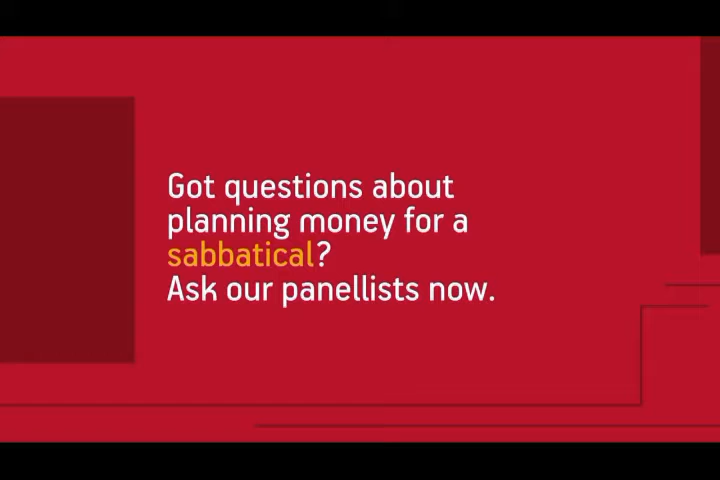 Got questions about
planning money for a
sabbatical?
Ask our panellists now.